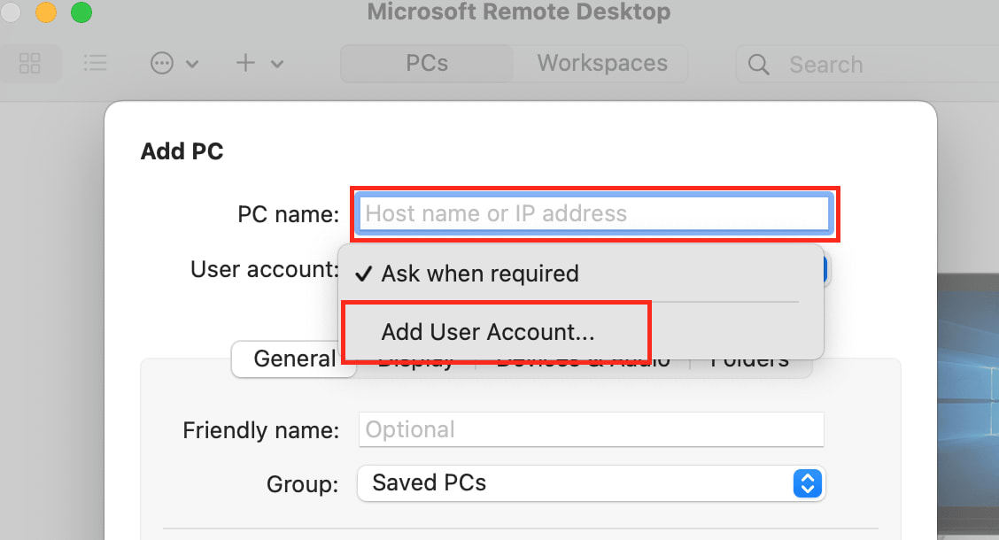 Microsoft Remote Desktop
PCs Workspaces Search
Add PC
PC name: Host name or IP address
User account: ✓ Ask when required
Add User Account...
General Display Devices & Audio Folders
Friendly name: Optional
Group: Saved PCs